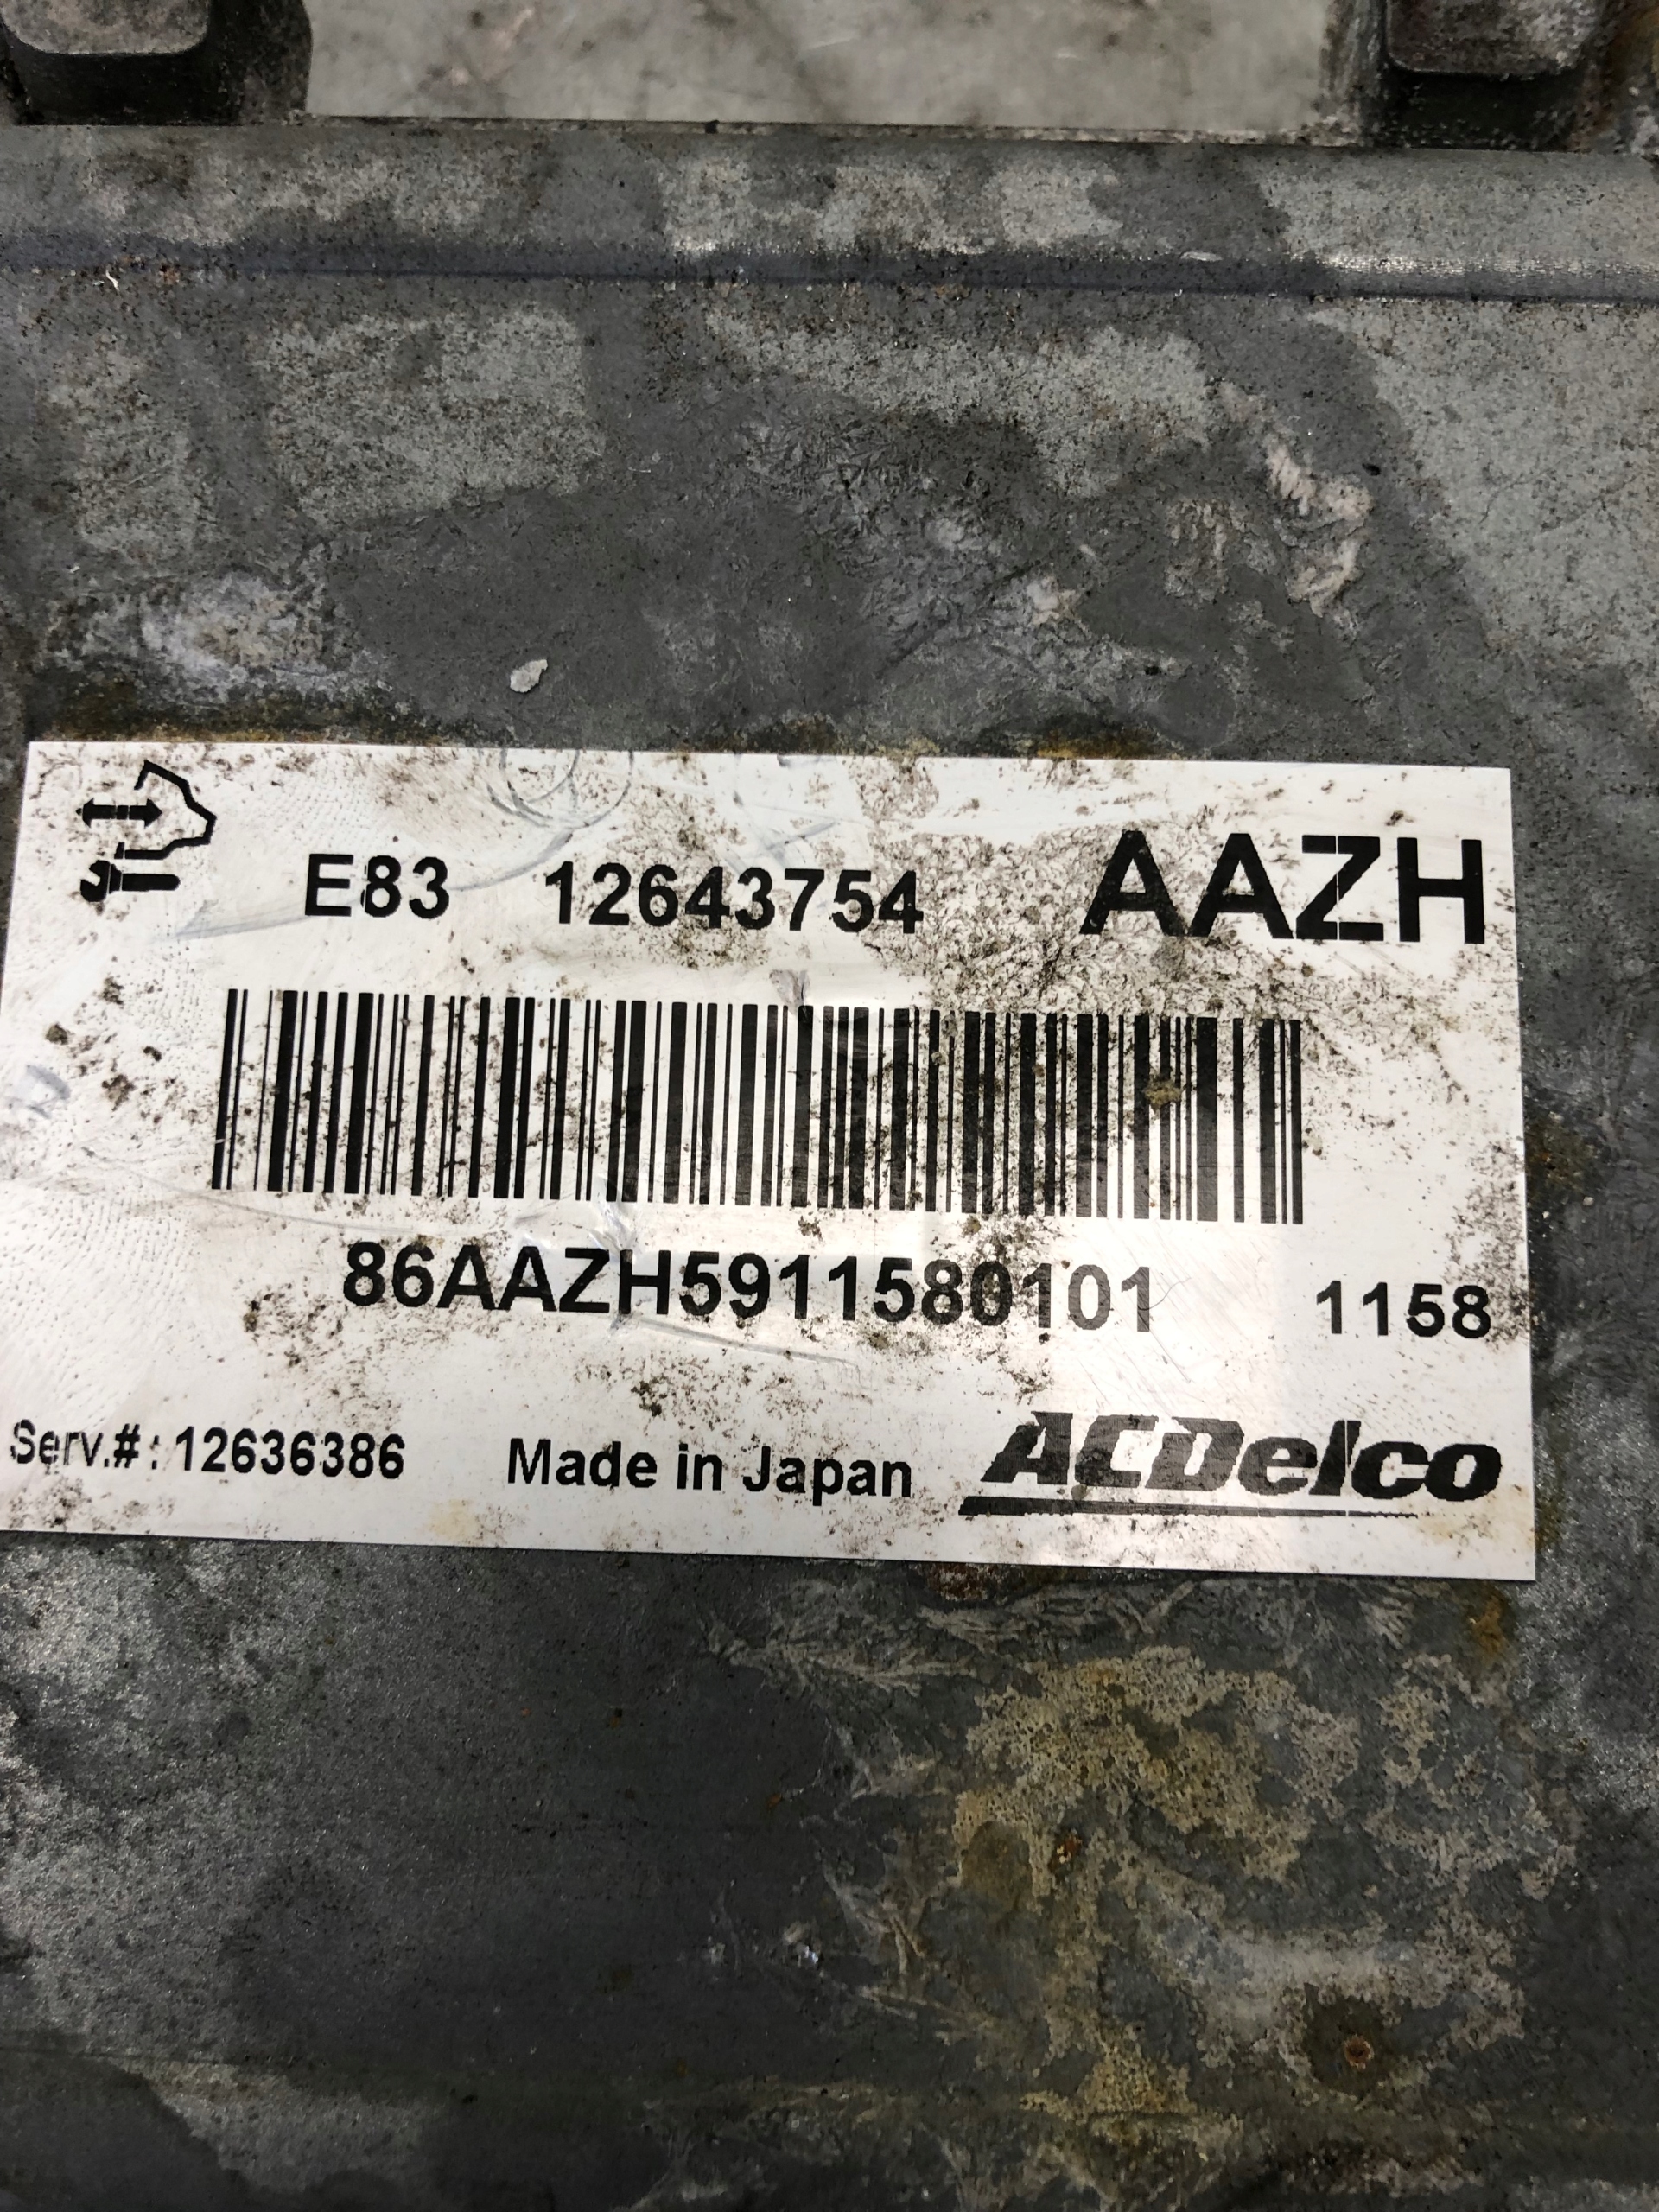 E83 12643754 AAZH
86AAZH5911580101 1158
Serv.#: 12636386 Made in Japan ACDelco